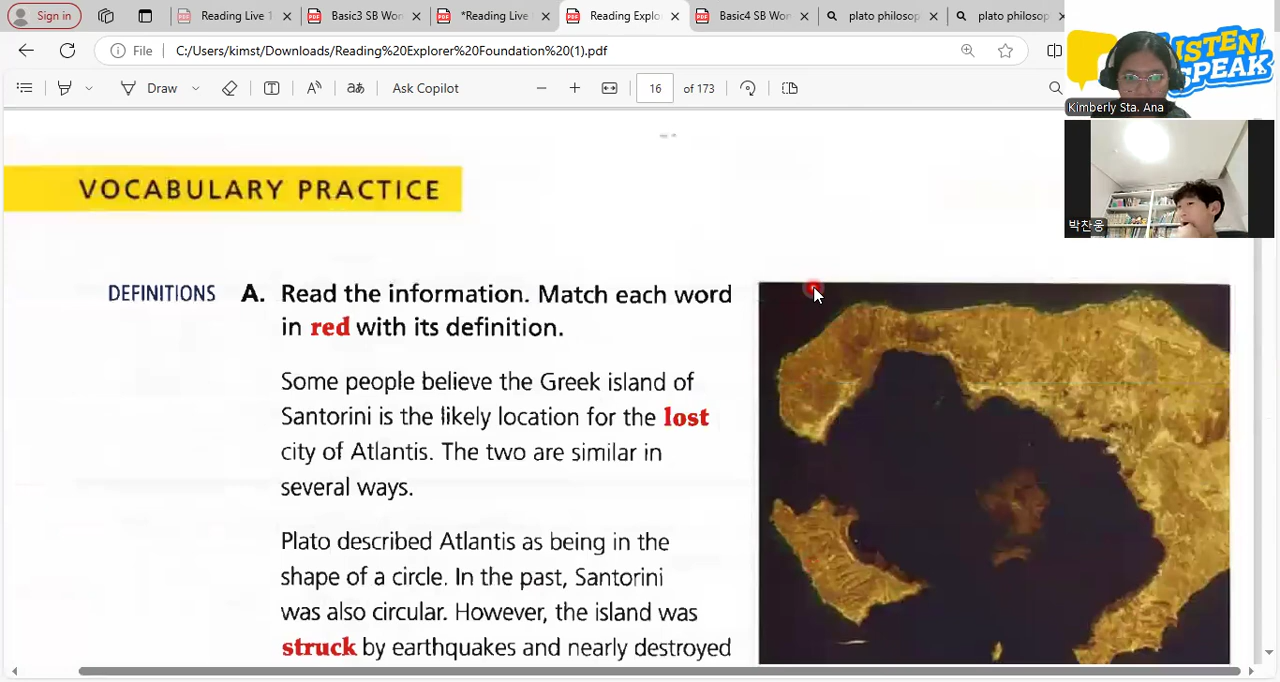 Sign in
Reading Live 1
Basic3 SB Wor
*Reading Live
Reading Explo
Basic4 SB Wor
plato philosop
plato philosop
File
C:/Users/kimst/Downloads/Reading%20Explorer%20Foundation%20(1).pdf
Draw
Ask Copilot
16
of 173
LISTEN
SPEAK
Kimberly Sta. Ana
박찬웅
VOCABULARY PRACTICE
DEFINITIONS
A. Read the information. Match each word
in red with its definition.
Some people believe the Greek island of
Santorini is the likely location for the lost
city of Atlantis. The two are similar in
several ways.
Plato described Atlantis as being in the
shape of a circle. In the past, Santorini
was also circular. However, the island was
struck by earthquakes and nearly destroyed